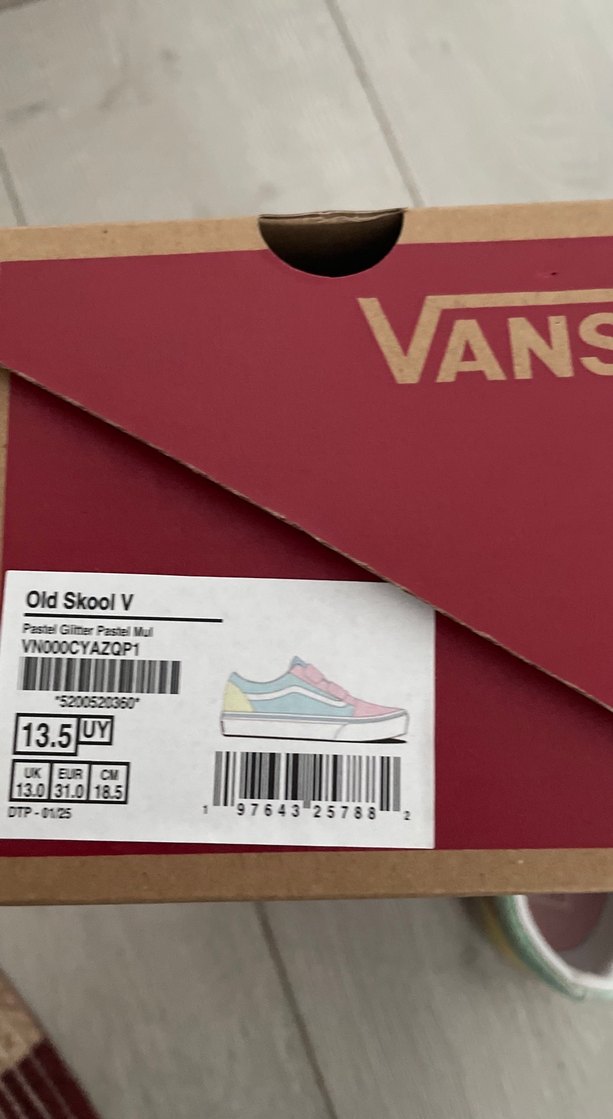 VANS
Old Skool V
Pastel Glitter Pastel Mul
VN000CYAZQP1
*5200520360*
13.5 UY
UK EUR CM
13.0 31.0 18.5
DTP - 01/25
1 97643 25788 2